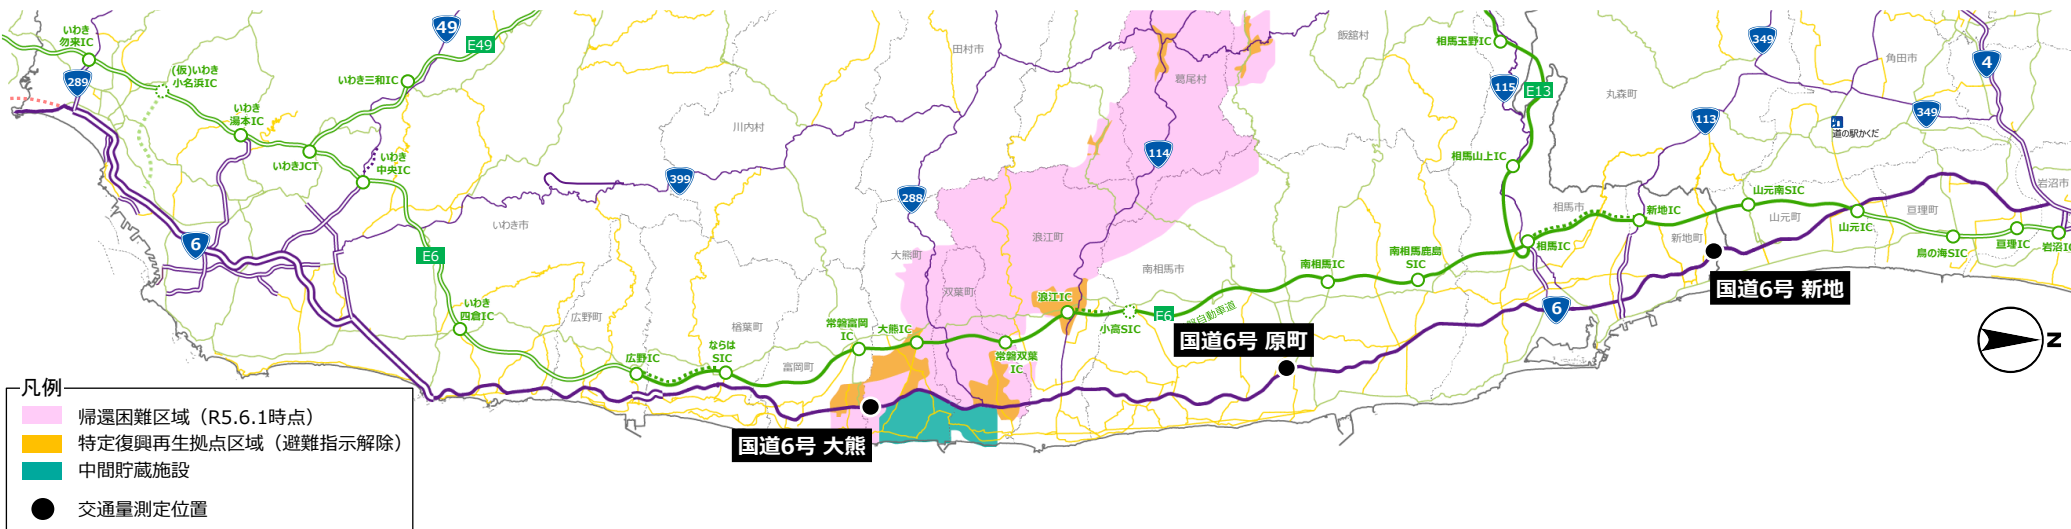 いわき
勿来IC
289
(仮)いわき
小名浜IC
いわき
湯本IC
いわきJCT
いわき三和IC
49
E49
いわき
中央IC
6
E6
いわき市
いわき
四倉IC
399
広野町
広野IC
楢葉町
ならは
SIC
富岡町
常磐富岡
IC
大熊IC
川内村
田村市
288
大熊町
双葉町
浪江町
常磐双葉
IC
浪江IC
114
葛尾村
小高SIC
E6
南相馬市
飯舘村
国道6号 大熊
国道6号 原町
南相馬IC
南相馬鹿島
SIC
相馬玉野IC
115
E13
相馬山上IC
相馬市
相馬IC
6
新地IC
新地町
国道6号 新地
丸森町
113
349
角田市
4
349
道の駅かくだ
山元南SIC
山元町
山元IC
亘理町
鳥の海SIC
亘理IC
岩沼市
岩沼IC
N
凡例
帰還困難区域（R5.6.1時点）
特定復興再生拠点区域（避難指示解除）
中間貯蔵施設
交通量測定位置